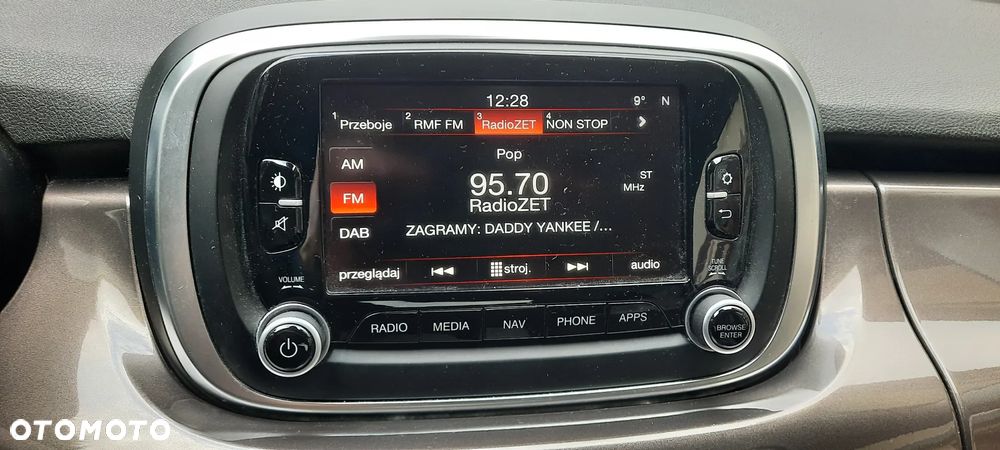 12:28
9° N
1 Przeboje 2 RMF FM 3 RadioZET 4 NON STOP
AM
Pop
FM
95.70
ST
MHz
RadioZET
DAB
ZAGRAMY: DADDY YANKEE /...
przeglądaj stroj. audio
VOLUME
TUNE
SCROLL
RADIO MEDIA NAV PHONE APPS
BROWSE
ENTER
OTOMOTO